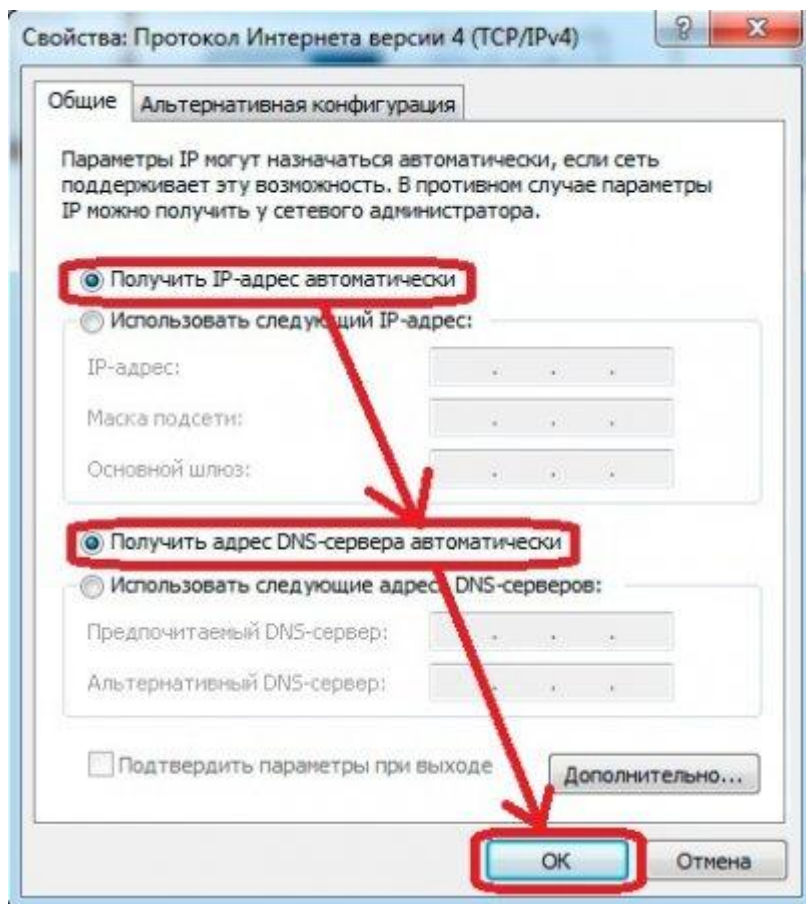 Свойства: Протокол Интернета версии 4 (TCP/IPv4)
Общие
Альтернативная конфигурация
Параметры IP могут назначаться автоматически, если сеть
поддерживает эту возможность. В противном случае параметры
IP можно получить у сетевого администратора.
Получить IP-адрес автоматически
Использовать следующий IP-адрес:
IP-адрес:
Маска подсети:
Основной шлюз:
Получить адрес DNS-сервера автоматически
Использовать следующие адреса DNS-серверов:
Предпочитаемый DNS-сервер:
Альтернативный DNS-сервер:
Подтвердить параметры при выходе
Дополнительно...
ОК
Отмена